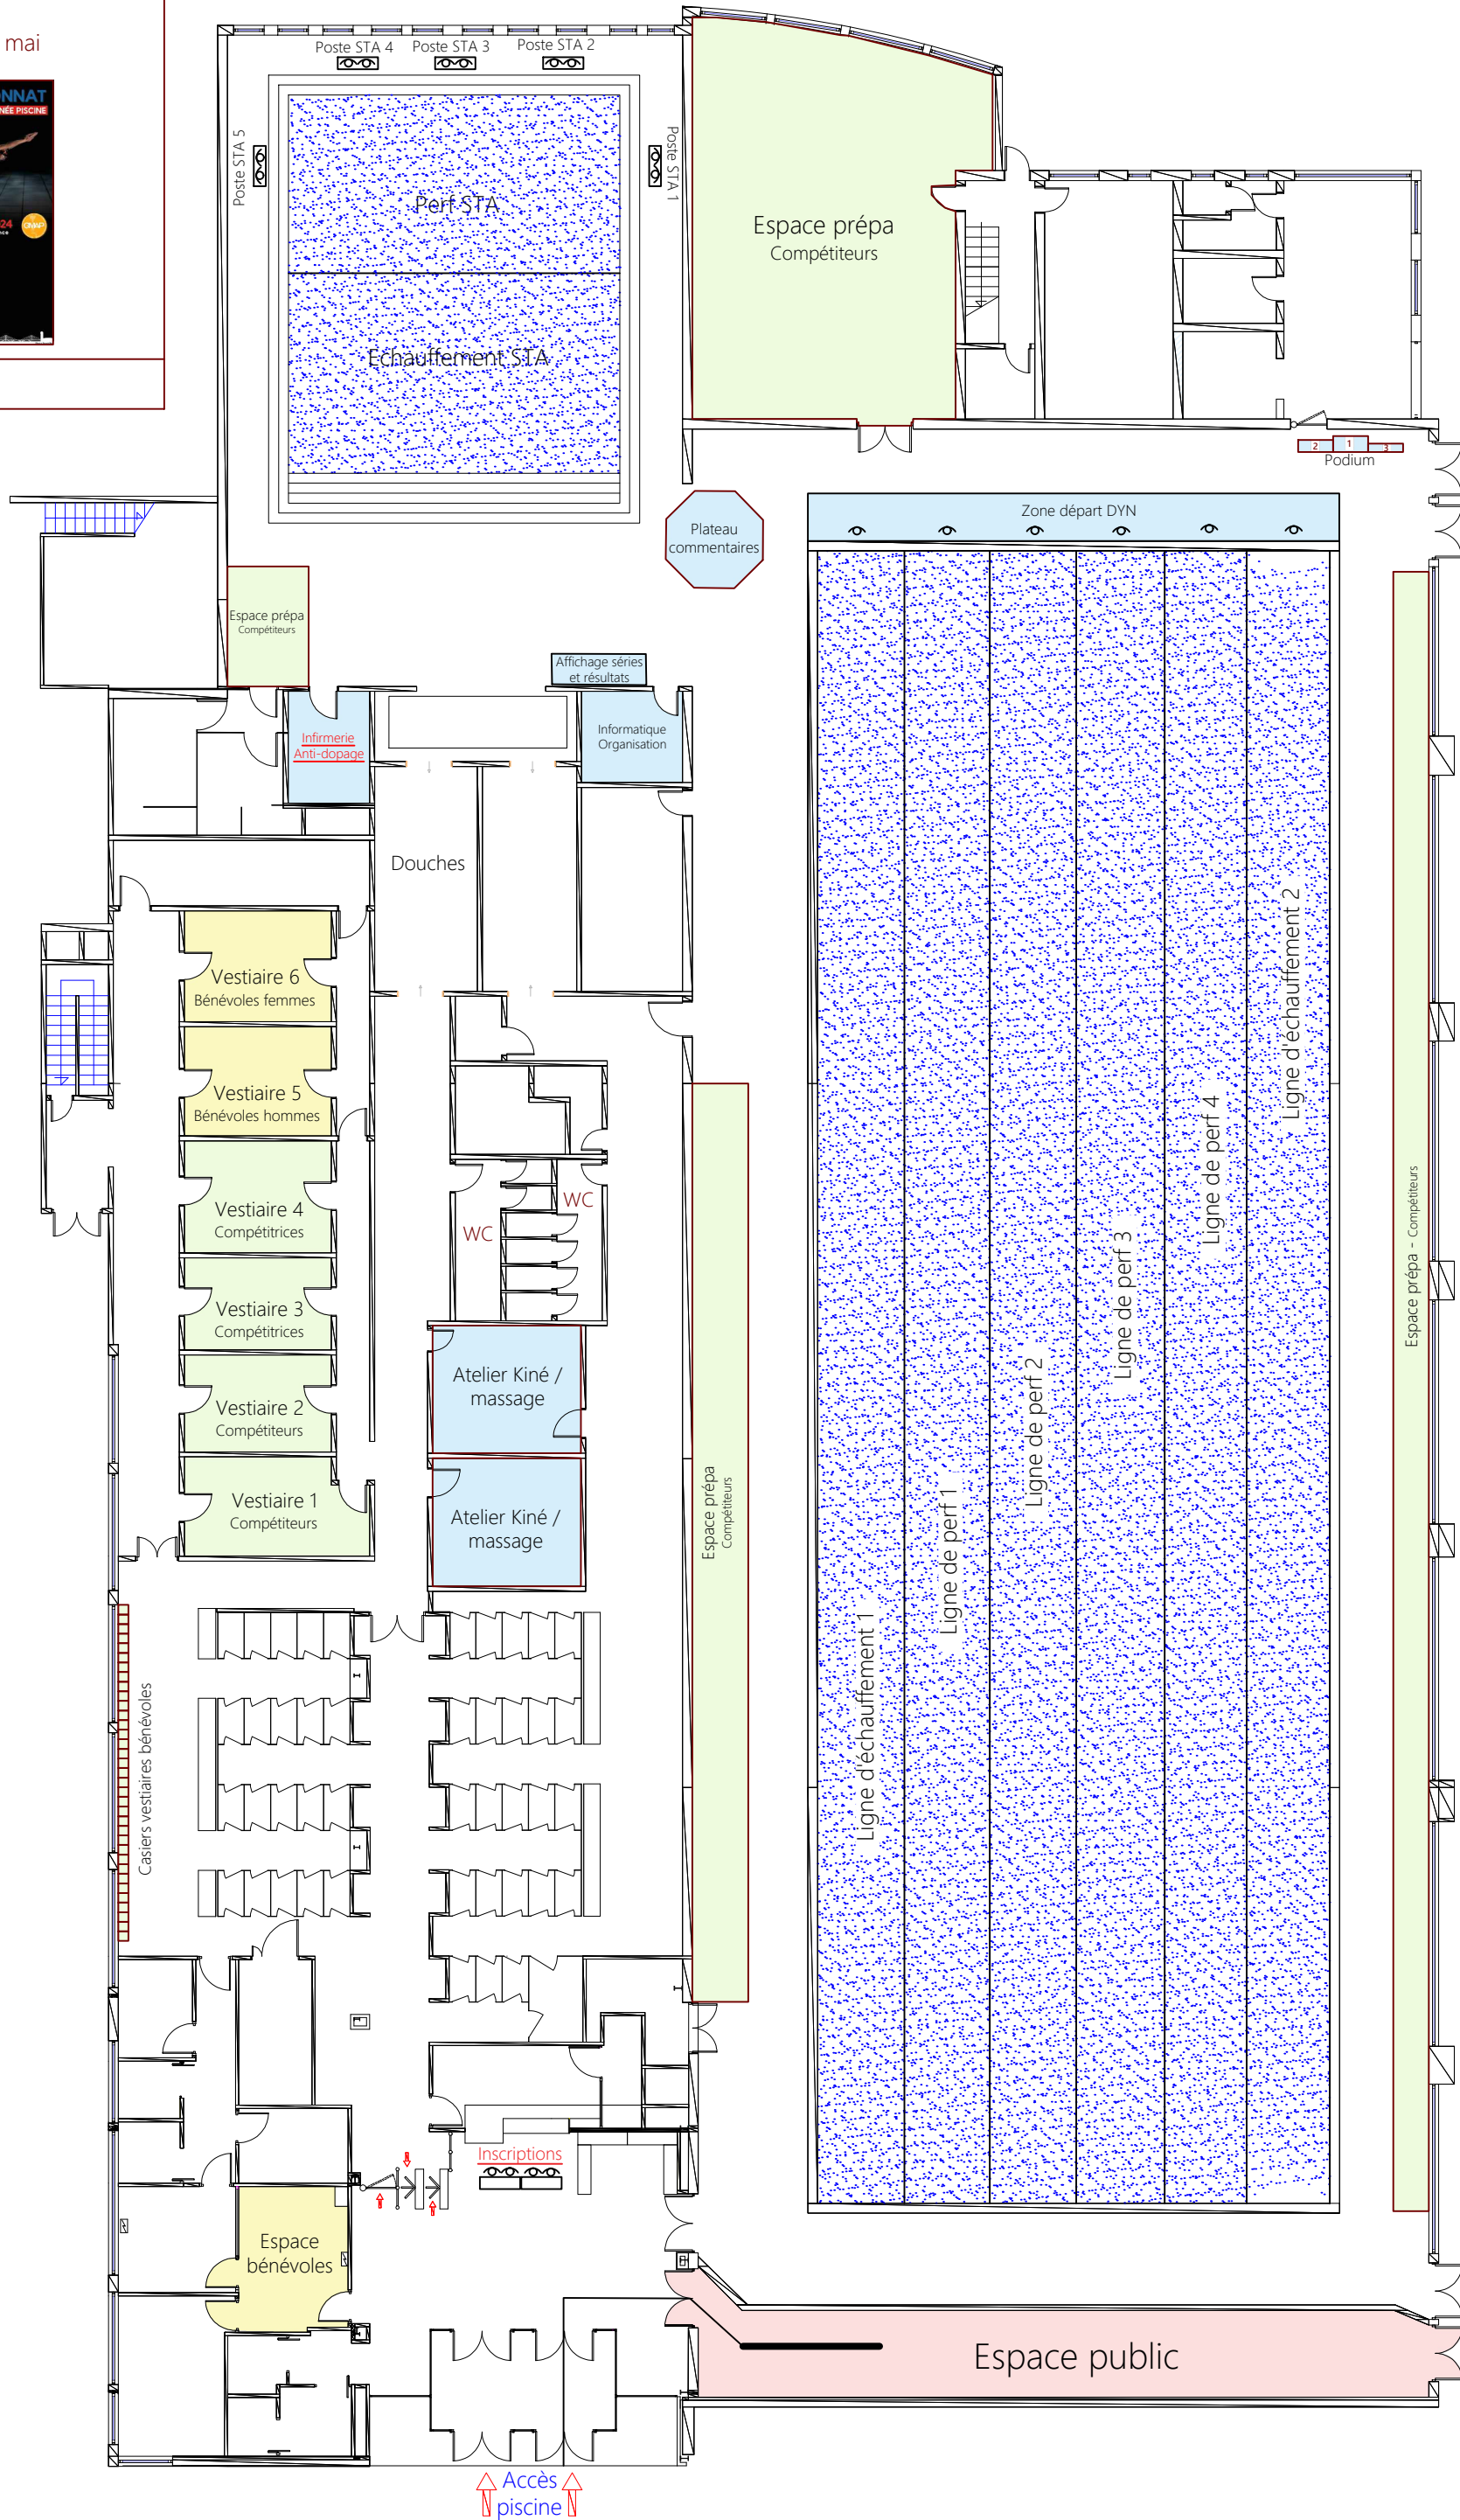 mai
ONNAT
NÉE PISCINE
24
Poste STA 4
Poste STA 3
Poste STA 2
Poste STA 5
Poste STA 1
Perf STA
Echauffement STA
Espace prépa
Compétiteurs
2
1
3
Podium
Plateau
commentaires
Zone départ DYN
Espace prépa
Compétiteurs
Affichage séries
et résultats
Infirmerie
Anti-dopage
Informatique
Organisation
Douches
Vestiaire 6
Bénévoles femmes
Vestiaire 5
Bénévoles hommes
Vestiaire 4
Compétitrices
Vestiaire 3
Compétitrices
Vestiaire 2
Compétiteurs
Vestiaire 1
Compétiteurs
WC
WC
Atelier Kiné /
massage
Atelier Kiné /
massage
Espace prépa
Compétiteurs
Ligne d'échauffement 1
Ligne de perf 1
Ligne de perf 2
Ligne de perf 3
Ligne de perf 4
Ligne d'échauffement 2
Espace prépa - Compétiteurs
Casiers vestiaires bénévoles
Inscriptions
Espace
bénévoles
Espace public
Accès
piscine